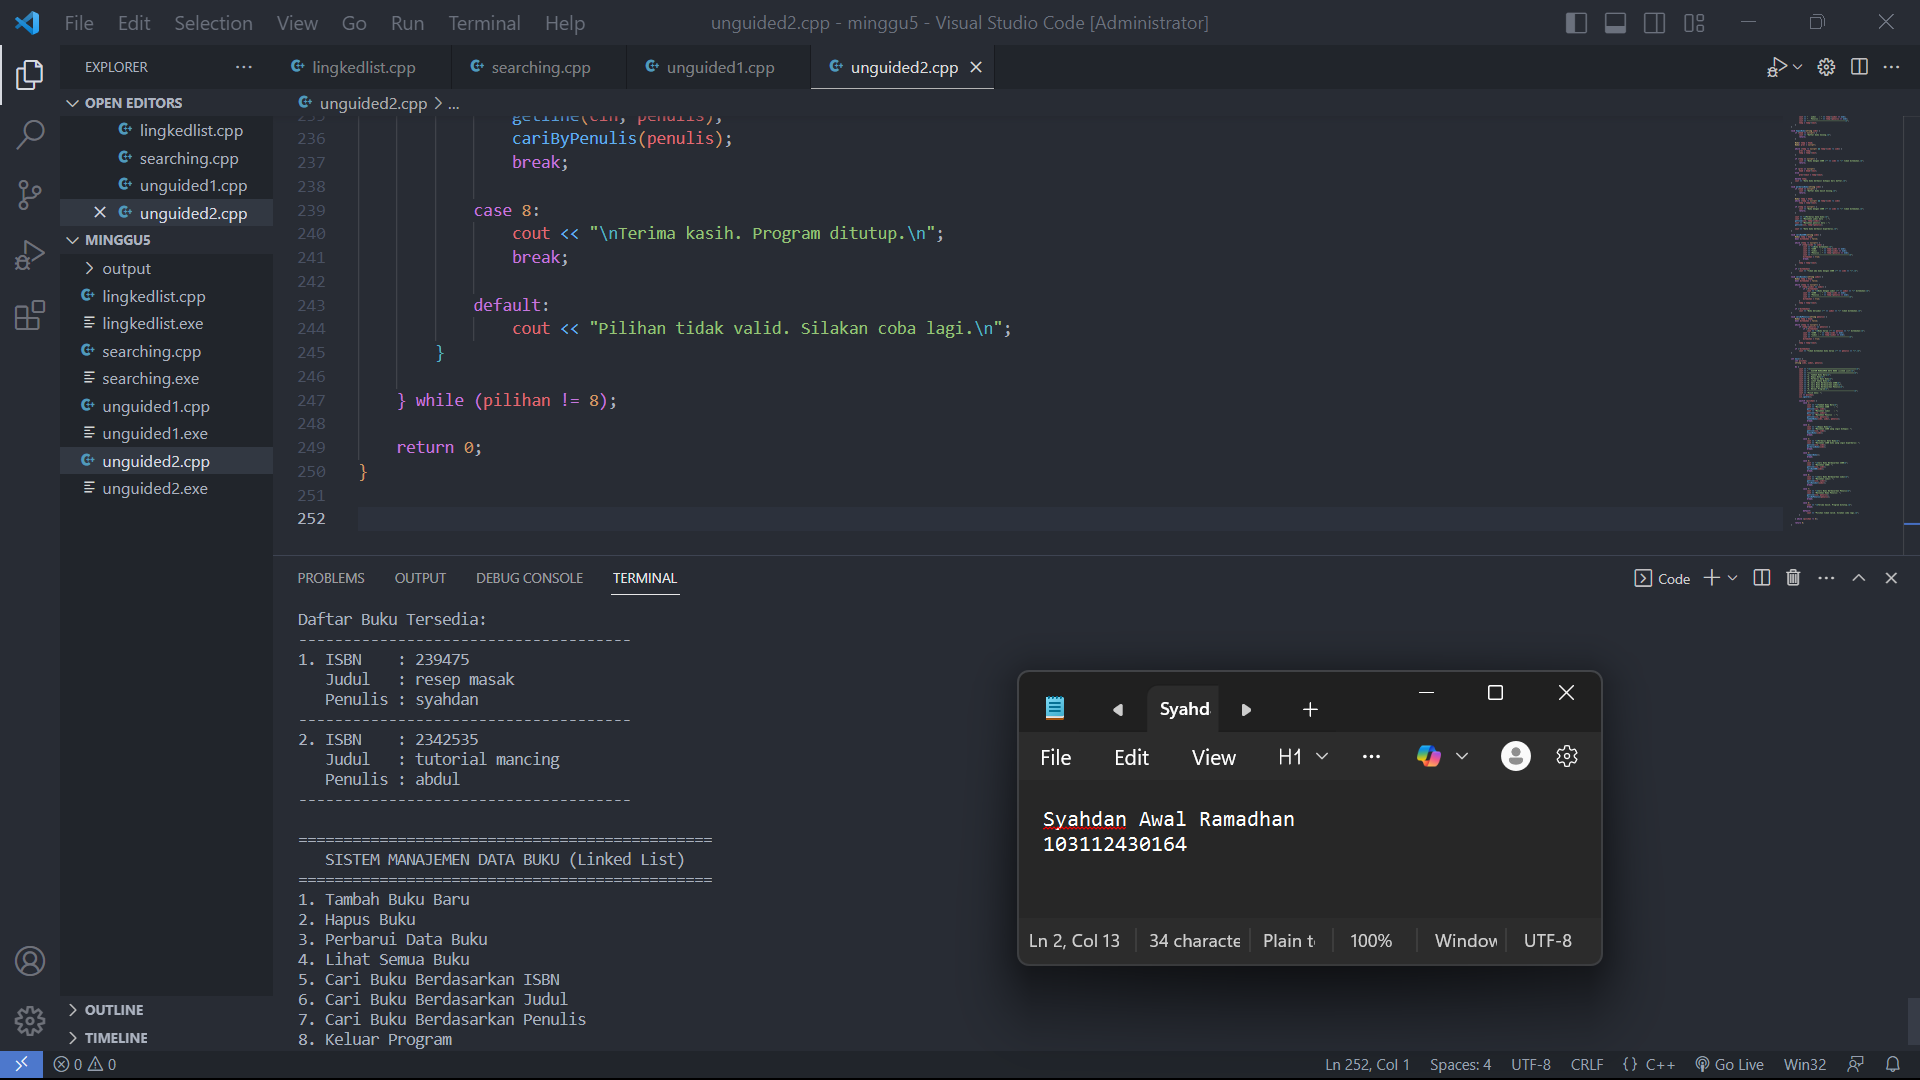 File Edit Selection View Go Run Terminal Help
unguided2.cpp - minggu5 - Visual Studio Code [Administrator]
EXPLORER
lingkedlist.cpp searching.cpp unguided1.cpp unguided2.cpp
OPEN EDITORS
lingkedlist.cpp
searching.cpp
unguided1.cpp
unguided2.cpp
MINGGU5
output
lingkedlist.cpp
lingkedlist.exe
searching.cpp
searching.exe
unguided1.cpp
unguided1.exe
unguided2.cpp
unguided2.exe
OUTLINE
TIMELINE
unguided2.cpp > ...
235 getline(cin, penulis);
236 cariByPenulis(penulis);
237 break;
238
239 case 8:
240 cout << "\nTerima kasih. Program ditutup.\n";
241 break;
242
243 default:
244 cout << "Pilihan tidak valid. Silakan coba lagi.\n";
245 }
246
247 } while (pilihan != 8);
248
249 return 0;
250 }
251
252
PROBLEMS OUTPUT DEBUG CONSOLE TERMINAL
Code
Daftar Buku Tersedia:
-------------------------------------
1. ISBN : 239475
Judul : resep masak
Penulis : syahdan
-------------------------------------
2. ISBN : 2342535
Judul : tutorial mancing
Penulis : abdul
-------------------------------------
==============================================
SISTEM MANAJEMEN DATA BUKU (Linked List)
==============================================
1. Tambah Buku Baru
2. Hapus Buku
3. Perbarui Data Buku
4. Lihat Semua Buku
5. Cari Buku Berdasarkan ISBN
6. Cari Buku Berdasarkan Judul
7. Cari Buku Berdasarkan Penulis
8. Keluar Program
Syahd
File Edit View H1
Syahdan Awal Ramadhan
103112430164
Ln 2, Col 13 34 characte Plain t 100% Window UTF-8
0 0
Ln 252, Col 1 Spaces: 4 UTF-8 CRLF {} C++ Go Live Win32